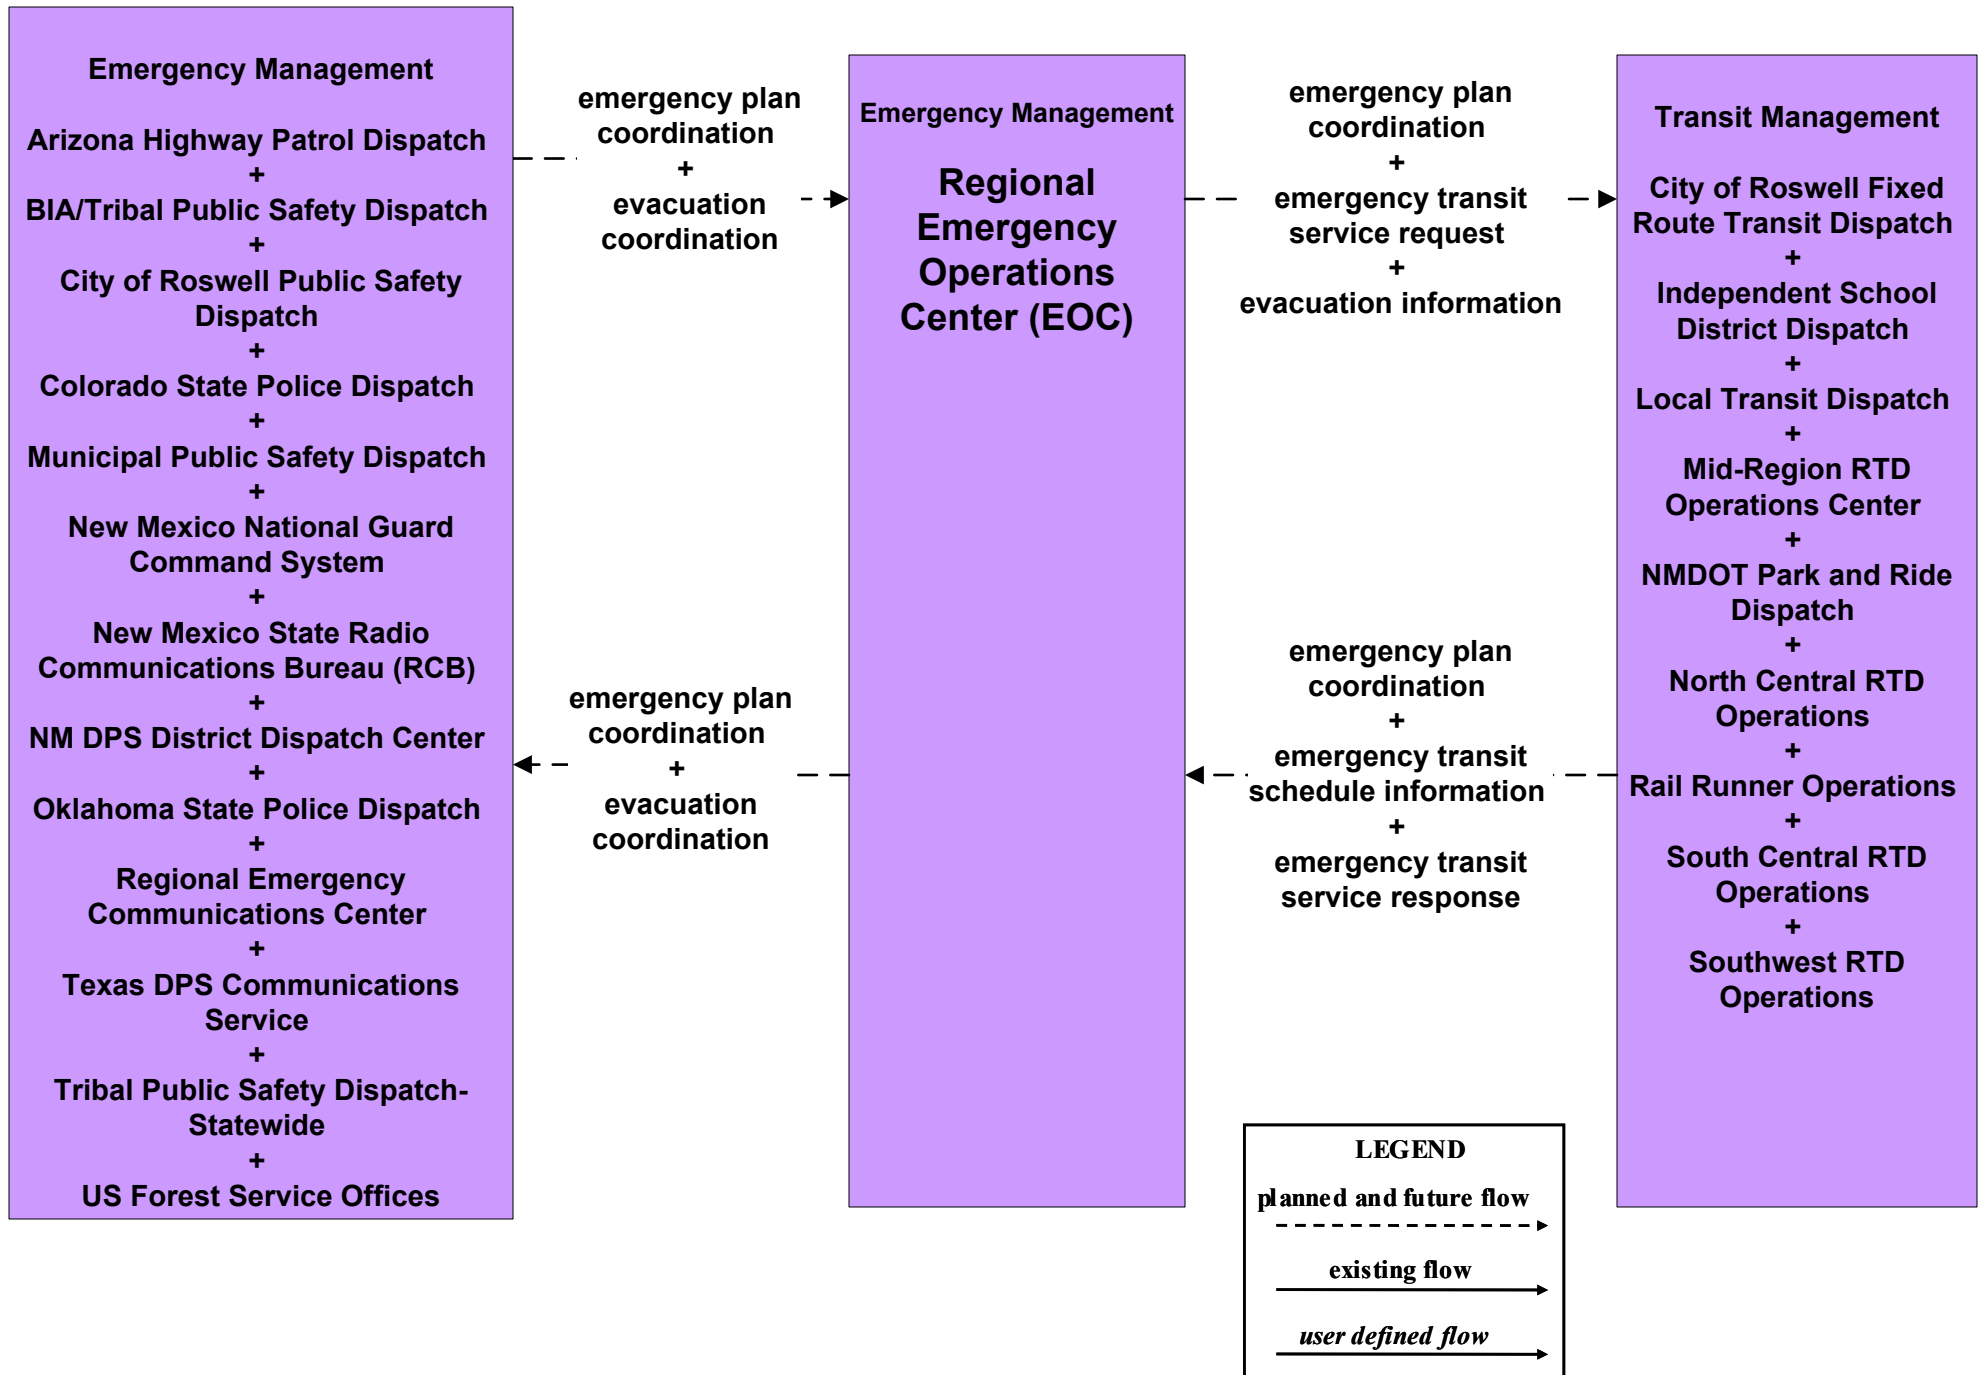 Emergency Management
Arizona Highway Patrol Dispatch
+
BIA/Tribal Public Safety Dispatch
+
City of Roswell Public Safety
Dispatch
+
Colorado State Police Dispatch
+
Municipal Public Safety Dispatch
+
New Mexico National Guard
Command System
+
New Mexico State Radio
Communications Bureau (RCB)
+
NM DPS District Dispatch Center
+
Oklahoma State Police Dispatch
+
Regional Emergency
Communications Center
+
Texas DPS Communications
Service
+
Tribal Public Safety Dispatch-
Statewide
+
US Forest Service Offices
emergency plan
coordination
+
evacuation
coordination
emergency plan
coordination
+
evacuation
coordination
Emergency Management
Regional
Emergency
Operations
Center (EOC)
emergency plan
coordination
+
emergency transit
service request
+
evacuation information
emergency plan
coordination
+
emergency transit
schedule information
+
emergency transit
service response
Transit Management
City of Roswell Fixed
Route Transit Dispatch
+
Independent School
District Dispatch
+
Local Transit Dispatch
+
Mid-Region RTD
Operations Center
+
NMDOT Park and Ride
Dispatch
+
North Central RTD
Operations
+
Rail Runner Operations
+
South Central RTD
Operations
+
Southwest RTD
Operations
LEGEND
planned and future flow
existing flow
user defined flow